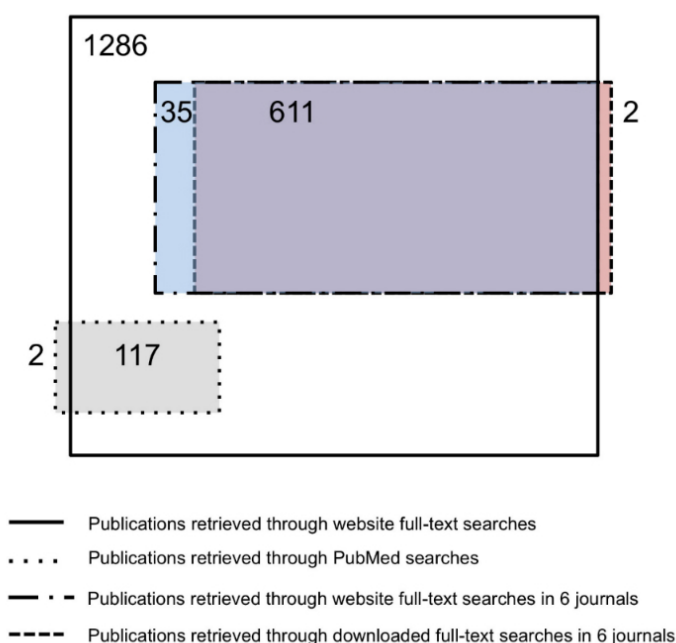 1286
35 611 2
2 117
Publications retrieved through website full-text searches
Publications retrieved through PubMed searches
Publications retrieved through website full-text searches in 6 journals
Publications retrieved through downloaded full-text searches in 6 journals